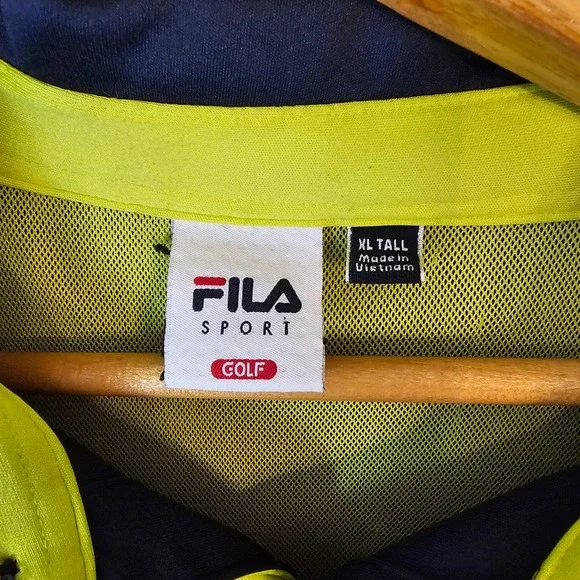 FILA
SPORT
GOLF
XL TALL
Made in
Vietnam